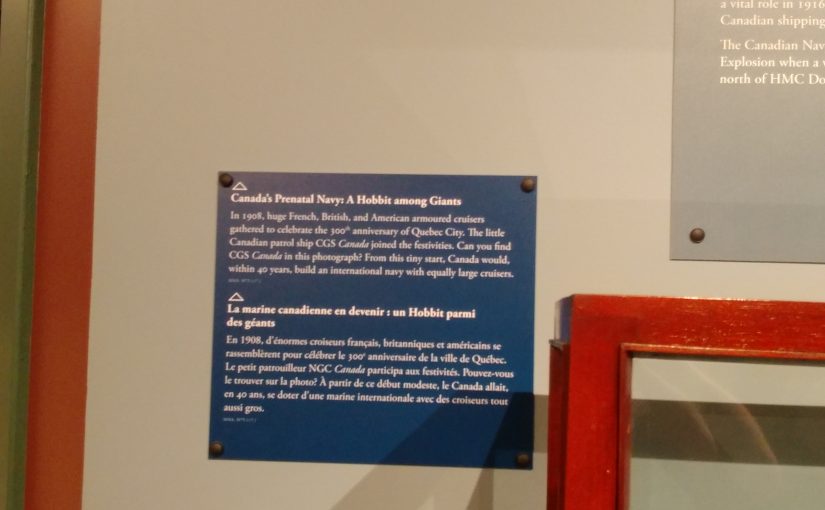 a vital role in 1916
Canadian shipping
The Canadian Nav
Explosion when a
north of HMC Do
Canada's Prenatal Navy: A Hobbit among Giants
In 1908, huge French, British, and American armoured cruisers
gathered to celebrate the 300th anniversary of Quebec City. The little
Canadian patrol ship CGS Canada joined the festivities. Can you find
CGS Canada in this photograph? From this tiny start, Canada would,
within 40 years, build an international navy with equally large cruisers.
La marine canadienne en devenir : un Hobbit parmi
des géants
En 1908, d'énormes croiseurs français, britanniques et américains se
rassemblèrent pour célébrer le 300e anniversaire de la ville de Québec.
Le petit patrouilleur NGC Canada participa aux festivités. Pouvez-vous
le trouver sur la photo? À partir de ce début modeste, le Canada allait,
en 40 ans, se doter d'une marine internationale avec des croiseurs tout
aussi gros.